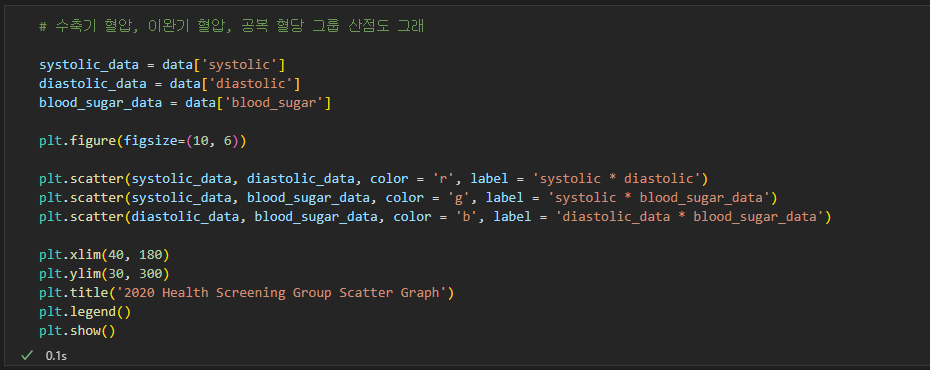 # 수축기 혈압, 이완기 혈압, 공복 혈당 그룹 산점도 그래
systolic_data = data['systolic']
diastolic_data = data['diastolic']
blood_sugar_data = data['blood_sugar']
plt.figure(figsize=(10, 6))
plt.scatter(systolic_data, diastolic_data, color = 'r', label = 'systolic * diastolic')
plt.scatter(systolic_data, blood_sugar_data, color = 'g', label = 'systolic * blood_sugar_data')
plt.scatter(diastolic_data, blood_sugar_data, color = 'b', label = 'diastolic_data * blood_sugar_data')
plt.xlim(40, 180)
plt.ylim(30, 300)
plt.title('2020 Health Screening Group Scatter Graph')
plt.legend()
plt.show()
0.1s